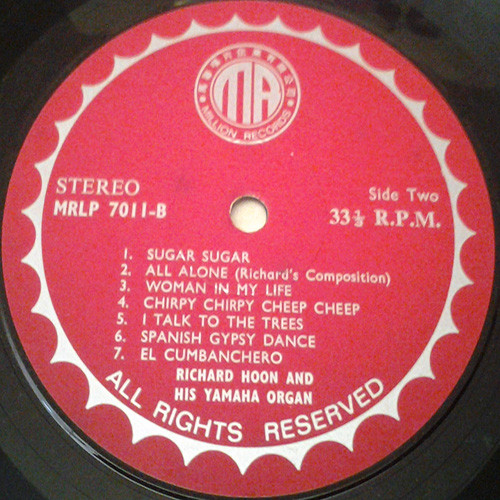 MR
MILLION RECORDS
STEREO
MRLP 7011-B
Side Two
33⅓ R.P.M.
1. SUGAR SUGAR
2. ALL ALONE (Richard's Composition)
3. WOMAN IN MY LIFE
4. CHIRPY CHIRPY CHEEP CHEEP
5. I TALK TO THE TREES
6. SPANISH GYPSY DANCE
7. EL CUMBANCHERO
RICHARD HOON AND
HIS YAMAHA ORGAN
ALL RIGHTS RESERVED